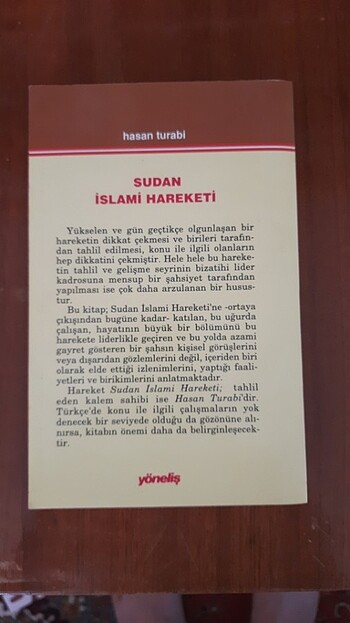 hasan turabi
SUDAN
İSLAMİ HAREKETİ
Yükselen ve gün geçtikçe olgunlaşan bir
hareketin dikkat çekmesi ve birileri tarafın-
dan tahlil edilmesi, konu ile ilgili olanların
hep dikkatini çekmiştir. Hele hele bu hareke-
tin tahlil ve gelişme seyrinin bizatihi lider
kadrosuna mensup bir şahsiyet tarafından
yapılması ise çok daha arzulanan bir husus-
tur.
Bu kitap; Sudan İslami Hareketi'ne -ortaya
çıkışından bugüne kadar- katılan, bu uğurda
çalışan, hayatının büyük bir bölümünü bu
harekete liderlikle geçiren ve bu yolda azami
gayret gösteren bir şahsın kişisel görüşlerini
veya dışarıdan gözlemlerini değil, içeriden biri
olarak elde ettiği izlenimlerini, yaptığı faali-
yetleri ve birikimlerini anlatmaktadır.
Hareket Sudan İslami Hareketi; tahlil
eden kalem sahibi ise Hasan Turabi'dir.
Türkçe'de konu ile ilgili çalışmaların yok
denecek bir seviyede olduğu da gözönüne alı-
nırsa, kitabın önemi daha da belirginleşecek-
tir.
yöneliş